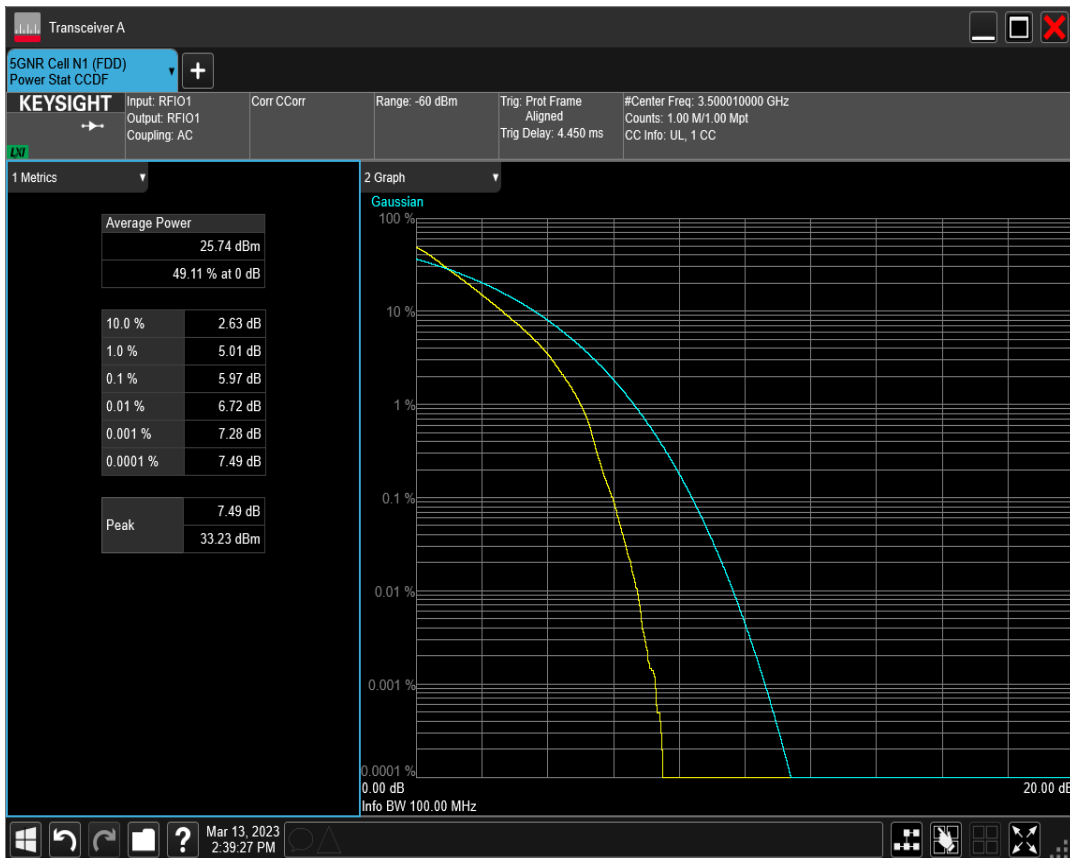 Transceiver A
5GNR Cell N1 (FDD)
Power Stat CCDF
+
KEYSIGHT
LXI
Input: RFIO1
Output: RFIO1
Coupling: AC
Corr CCorr
Range: -60 dBm
Trig: Prot Frame
Aligned
Trig Delay: 4.450 ms
#Center Freq: 3.500010000 GHz
Counts: 1.00 M/1.00 Mpt
CC Info: UL, 1 CC
1 Metrics
Average Power
25.74 dBm
49.11 % at 0 dB
10.0 % 2.63 dB
1.0 % 5.01 dB
0.1 % 5.97 dB
0.01 % 6.72 dB
0.001 % 7.28 dB
0.0001 % 7.49 dB
Peak
7.49 dB
33.23 dBm
2 Graph
Gaussian
100 %
10 %
1 %
0.1 %
0.01 %
0.001 %
0.0001 %
0.00 dB 20.00 dB
Info BW 100.00 MHz
?
Mar 13, 2023
2:39:27 PM